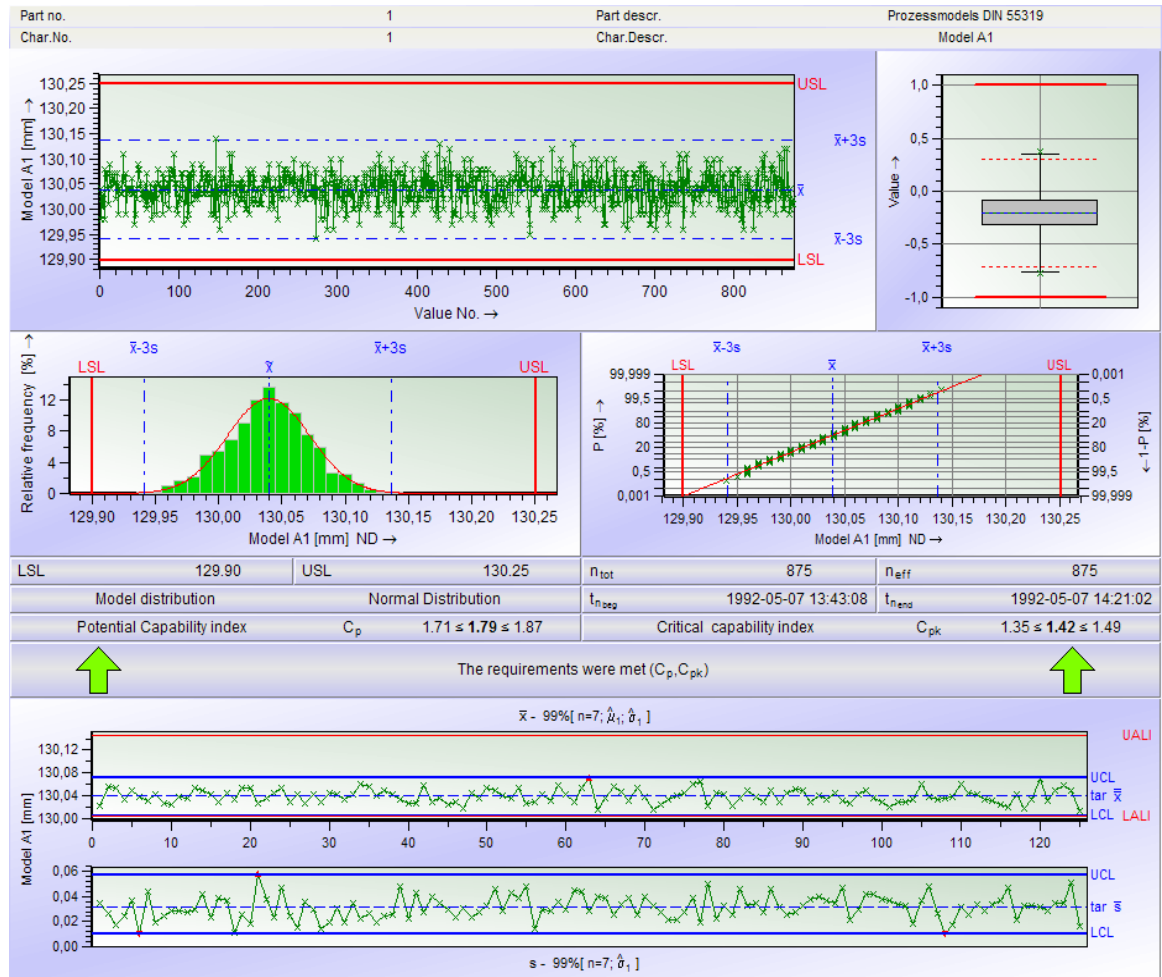 Part no. 1 Part descr. Prozessmodels DIN 55319
Char.No. 1 Char.Descr. Model A1
Model A1 [mm] →
130,25
130,20
130,15
130,10
130,05
130,00
129,95
129,90
USL
x̄+3s
x̄
x̄-3s
LSL
0 100 200 300 400 500 600 700 800
Value No. →
Value →
1,0
0,5
0,0
-0,5
-1,0
Relative frequency [%] →
x̄-3s x̄+3s
LSL x̄ USL
12
8
4
0
129,90 129,95 130,00 130,05 130,10 130,15 130,20 130,25
Model A1 [mm] ND →
x̄-3s x̄ x̄+3s
LSL USL
P [%] →
99,999 0,001
99,5 0,5
80 20
20 80
0,5 99,5
0,001 99,999
←1-P [%]
129,90 129,95 130,00 130,05 130,10 130,15 130,20 130,25
Model A1 [mm] ND →
LSL 129.90 USL 130.25 n tot 875 n eff 875
Model distribution Normal Distribution t n beg 1992-05-07 13:43:08 t n end 1992-05-07 14:21:02
Potential Capability index Cp 1.71 ≤ 1.79 ≤ 1.87 Critical capability index Cpk 1.35 ≤ 1.42 ≤ 1.49
The requirements were met (Cp,Cpk)
x̄ - 99%[ n=7; μ̂1; σ̂1 ]
Model A1 [mm]
130,12
130,08
130,04
130,00
UALI
UCL
tar x̿
LCL LALI
0 10 20 30 40 50 60 70 80 90 100 110 120
0,06
0,04
0,02
0,00
UCL
tar s̄
LCL
s - 99%[ n=7; σ̂1 ]